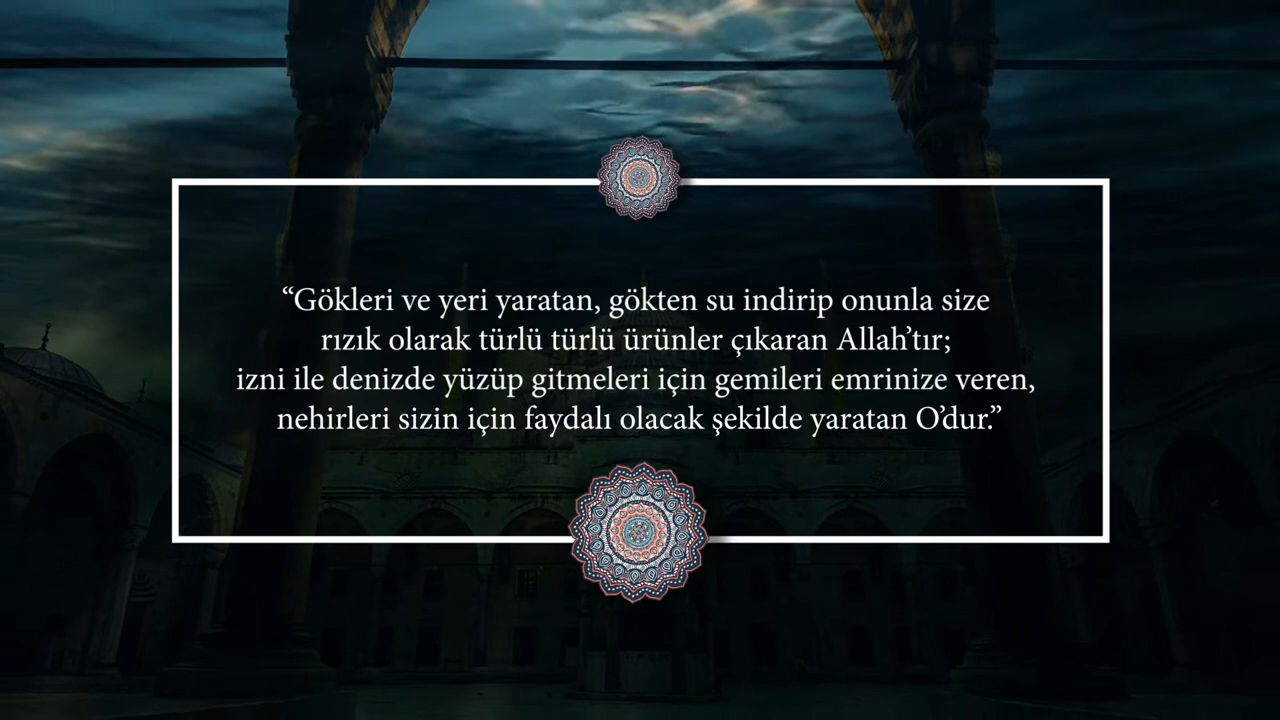 “Gökleri ve yeri yaratan, gökten su indirip onunla size
rızık olarak türlü türlü ürünler çıkaran Allah’tır;
izni ile denizde yüzüp gitmeleri için gemileri emrinize veren,
nehirleri sizin için faydalı olacak şekilde yaratan O’dur.”